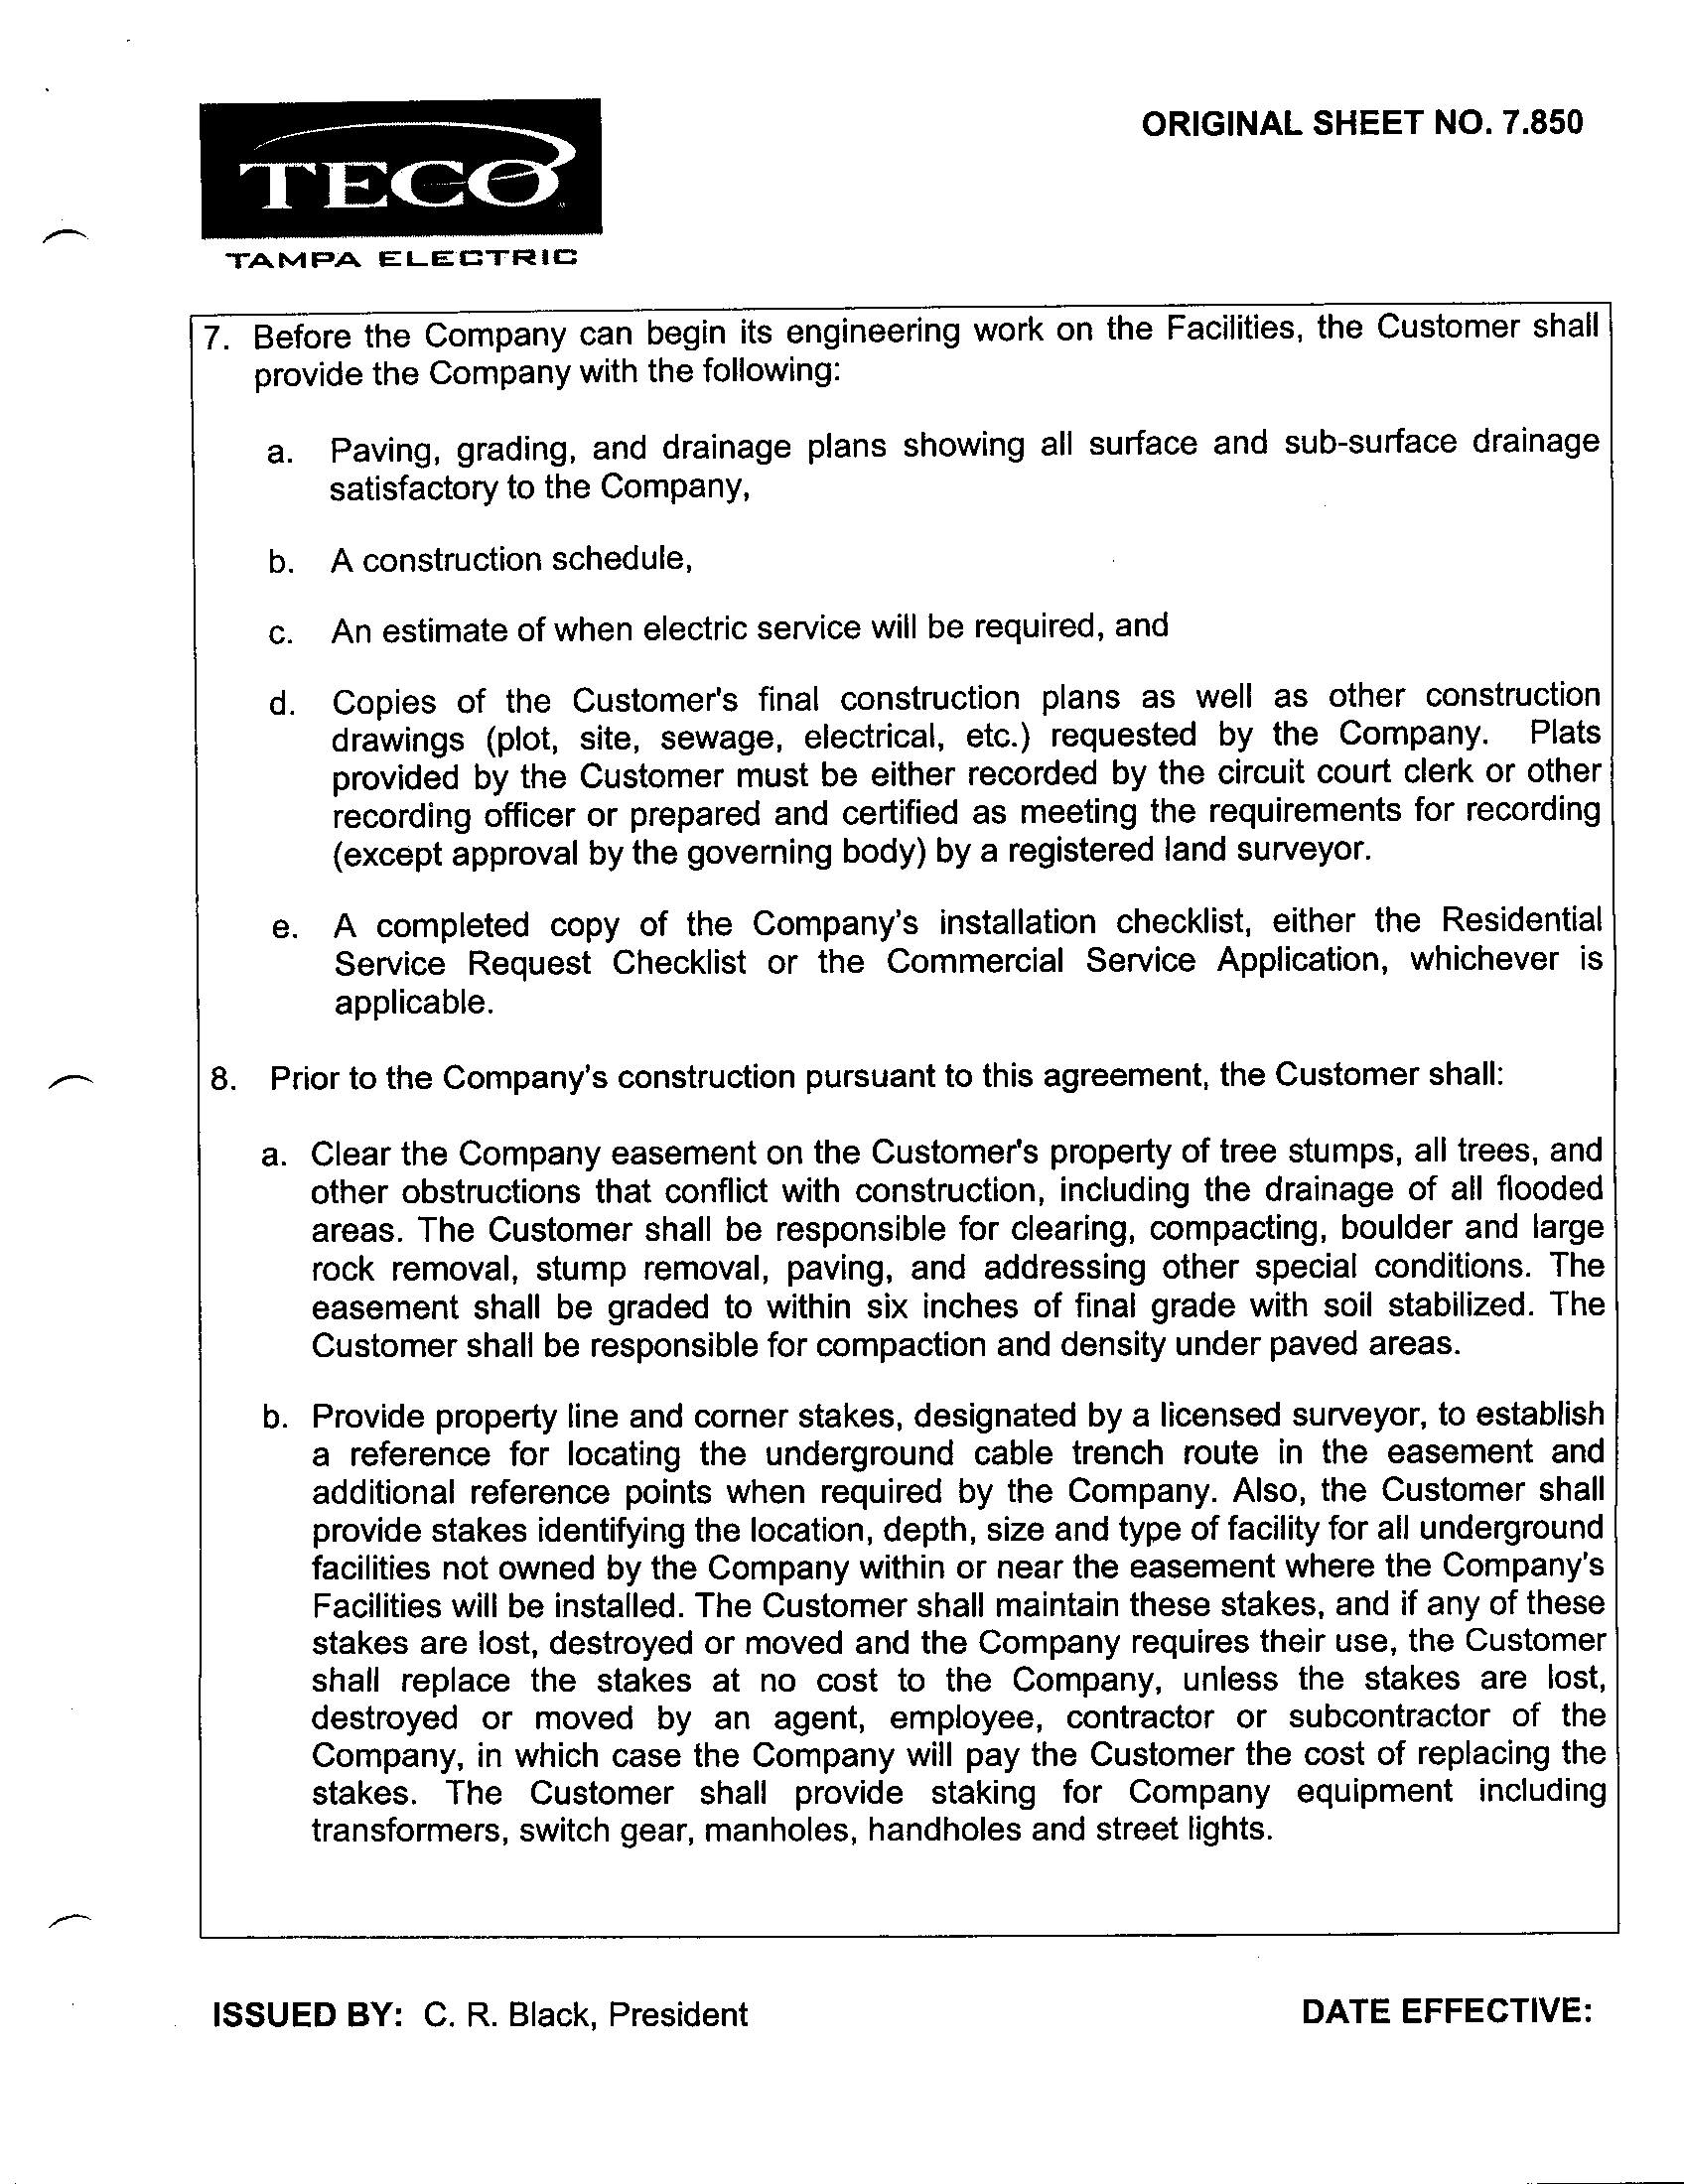 ORIGINAL SHEET NO. 7.850
TECO
TAMPA ELECTRIC
7. Before the Company can begin its engineering work on the Facilities, the Customer shall
provide the Company with the following:
a. Paving, grading, and drainage plans showing all surface and sub-surface drainage
satisfactory to the Company,
b. A construction schedule,
c. An estimate of when electric service will be required, and
d. Copies of the Customer's final construction plans as well as other construction
drawings (plot, site, sewage, electrical, etc.) requested by the Company. Plats
provided by the Customer must be either recorded by the circuit court clerk or other
recording officer or prepared and certified as meeting the requirements for recording
(except approval by the governing body) by a registered land surveyor.
e. A completed copy of the Company's installation checklist, either the Residential
Service Request Checklist or the Commercial Service Application, whichever is
applicable.
8. Prior to the Company's construction pursuant to this agreement, the Customer shall:
a. Clear the Company easement on the Customer's property of tree stumps, all trees, and
other obstructions that conflict with construction, including the drainage of all flooded
areas. The Customer shall be responsible for clearing, compacting, boulder and large
rock removal, stump removal, paving, and addressing other special conditions. The
easement shall be graded to within six inches of final grade with soil stabilized. The
Customer shall be responsible for compaction and density under paved areas.
b. Provide property line and corner stakes, designated by a licensed surveyor, to establish
a reference for locating the underground cable trench route in the easement and
additional reference points when required by the Company. Also, the Customer shall
provide stakes identifying the location, depth, size and type of facility for all underground
facilities not owned by the Company within or near the easement where the Company's
Facilities will be installed. The Customer shall maintain these stakes, and if any of these
stakes are lost, destroyed or moved and the Company requires their use, the Customer
shall replace the stakes at no cost to the Company, unless the stakes are lost,
destroyed or moved by an agent, employee, contractor or subcontractor of the
Company, in which case the Company will pay the Customer the cost of replacing the
stakes. The Customer shall provide staking for Company equipment including
transformers, switch gear, manholes, handholes and street lights.
ISSUED BY: C. R. Black, President
DATE EFFECTIVE: